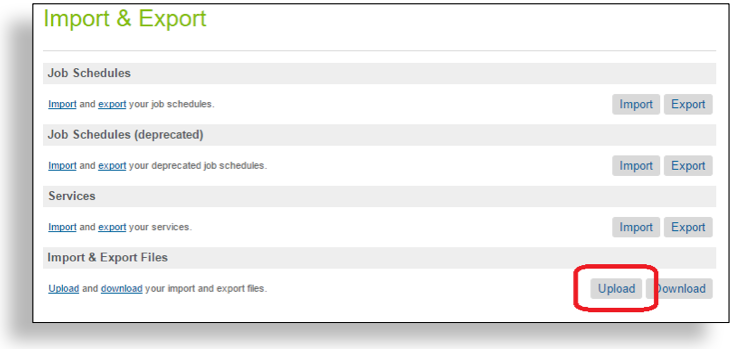 Import & Export
Job Schedules
Import and export your job schedules. Import Export
Job Schedules (deprecated)
Import and export your deprecated job schedules. Import Export
Services
Import and export your services. Import Export
Import & Export Files
Upload and download your import and export files. Upload Download